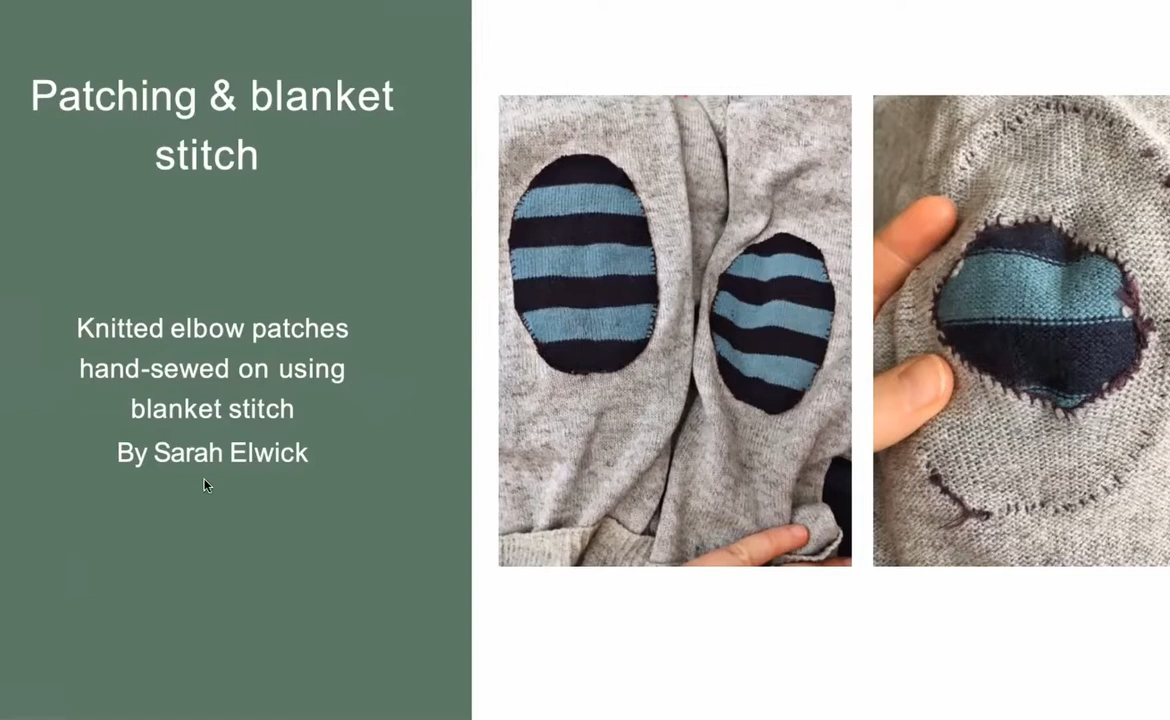 Patching & blanket
stitch
Knitted elbow patches
hand-sewed on using
blanket stitch
By Sarah Elwick